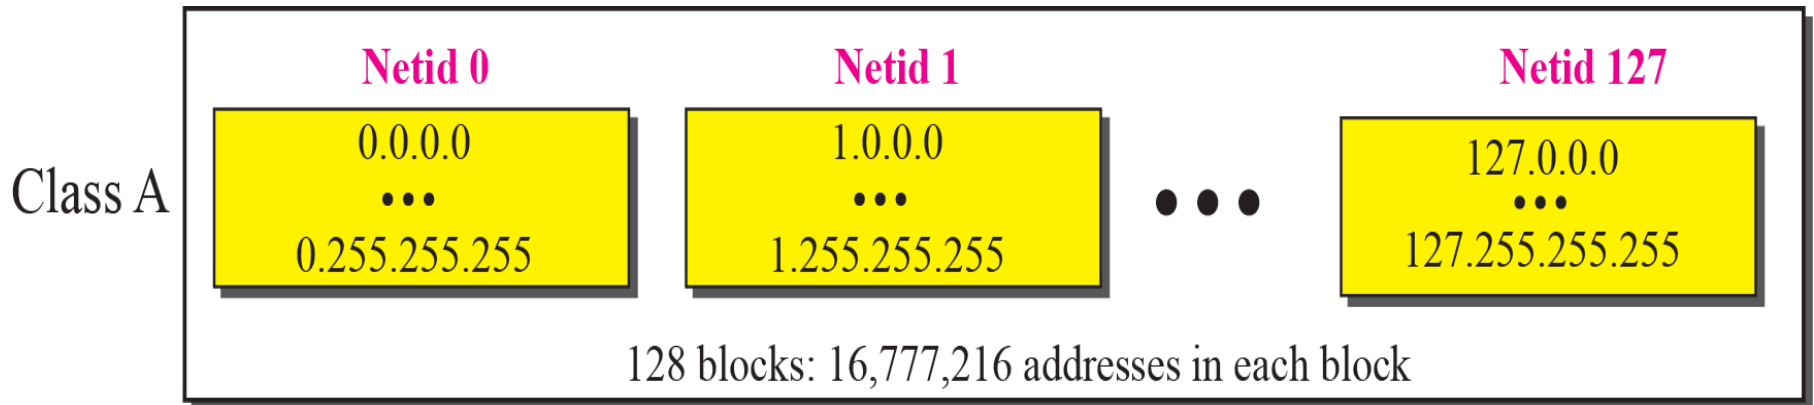 Class A
Netid 0
0.0.0.0
•••
0.255.255.255
Netid 1
1.0.0.0
•••
1.255.255.255
•••
Netid 127
127.0.0.0
•••
127.255.255.255
128 blocks: 16,777,216 addresses in each block